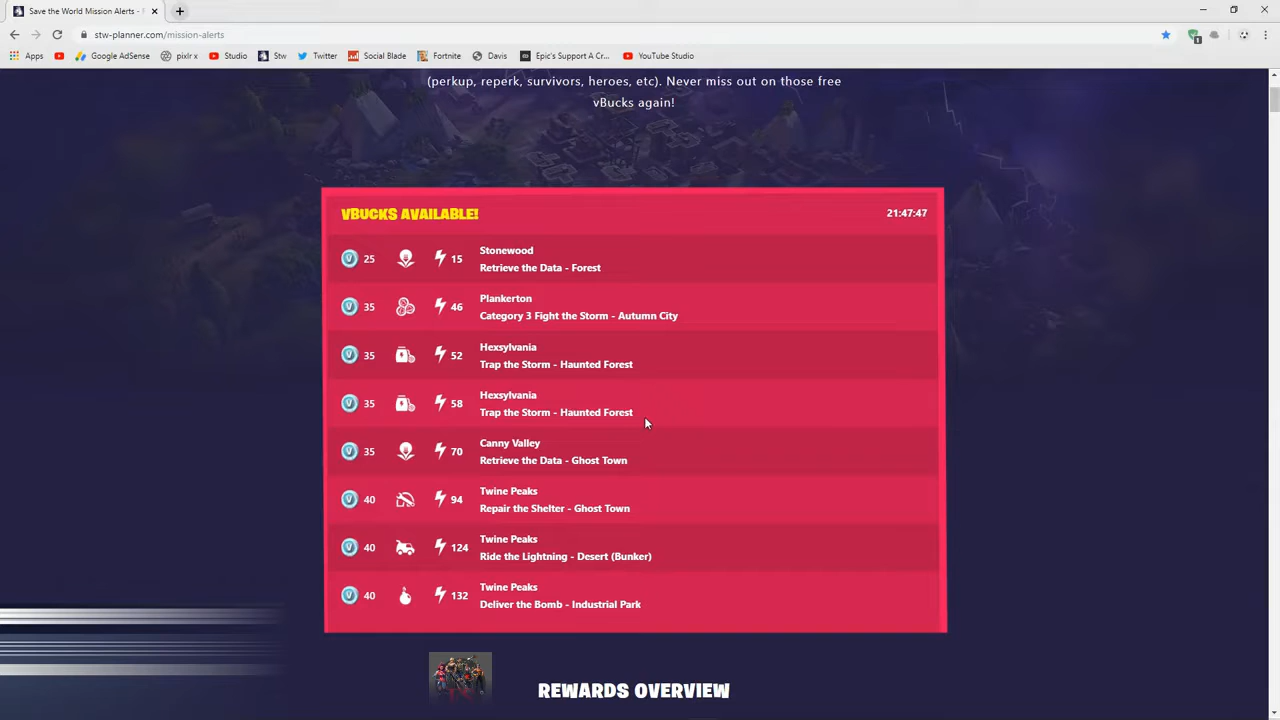 Save the World Mission Alerts -
stw-planner.com/mission-alerts
Apps Google AdSense pixlr x Studio Stw Twitter Social Blade Fortnite Davis Epic's Support A Cr... YouTube Studio
(perkup, reperk, survivors, heroes, etc). Never miss out on those free
vBucks again!
VBUCKS AVAILABLE! 21:47:47
25 15 Stonewood
Retrieve the Data - Forest
35 46 Plankerton
Category 3 Fight the Storm - Autumn City
35 52 Hexsylvania
Trap the Storm - Haunted Forest
35 58 Hexsylvania
Trap the Storm - Haunted Forest
35 70 Canny Valley
Retrieve the Data - Ghost Town
40 94 Twine Peaks
Repair the Shelter - Ghost Town
40 124 Twine Peaks
Ride the Lightning - Desert (Bunker)
40 132 Twine Peaks
Deliver the Bomb - Industrial Park
REWARDS OVERVIEW